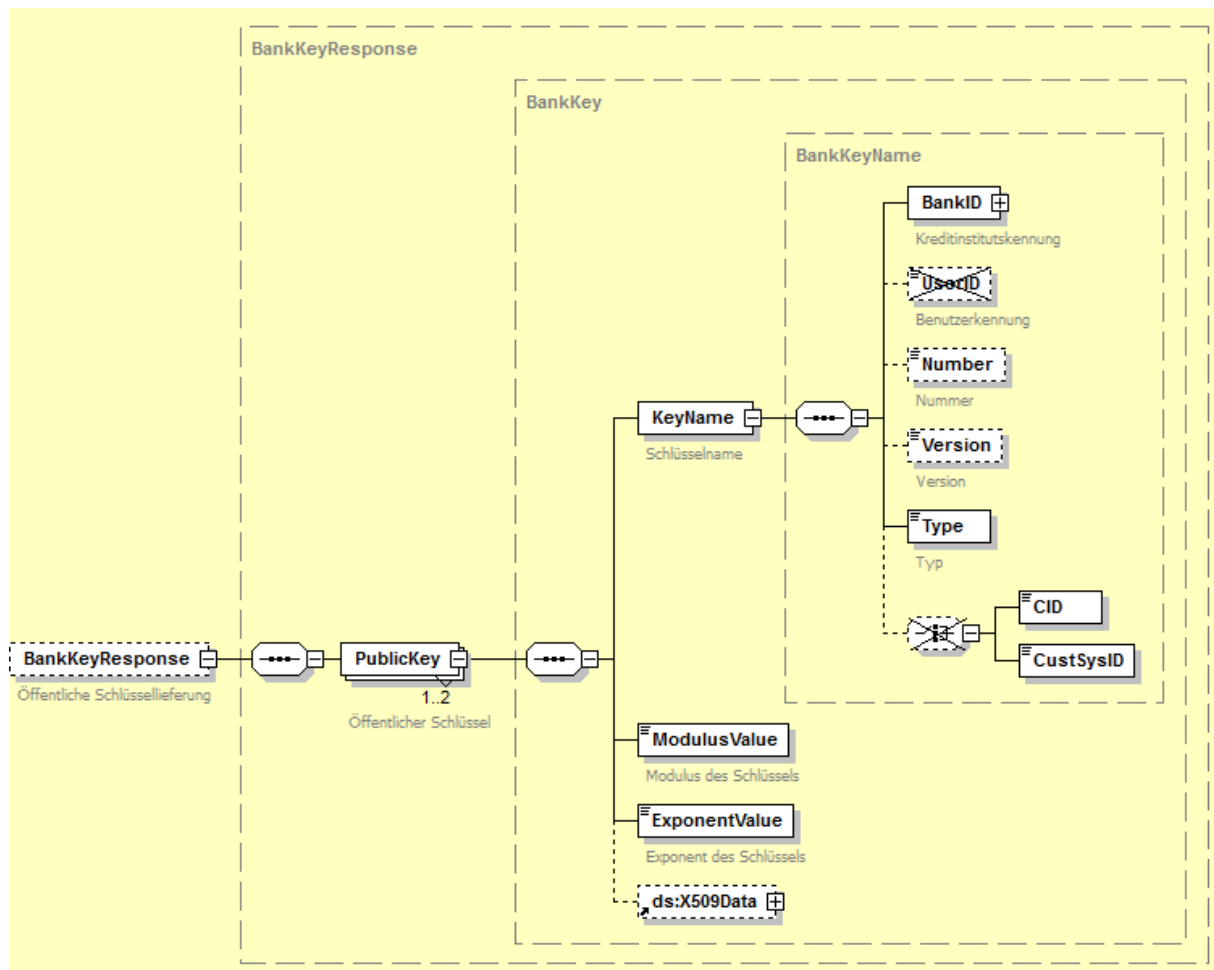 BankKeyResponse
BankKey
BankKeyName
BankID
Kreditinstitutskennung
UserID
Benutzerkennung
Number
Nummer
KeyName
Schlüsselname
Version
Version
Type
Typ
CID
CustSysID
BankKeyResponse
Öffentliche Schlüssellieferung
PublicKey
1..2
Öffentlicher Schlüssel
ModulusValue
Modulus des Schlüssels
ExponentValue
Exponent des Schlüssels
ds:X509Data